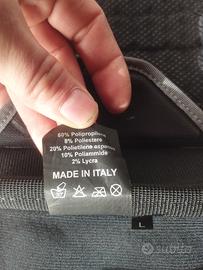 60% Polipropilene
8% Poliestere
20% Polietilene espanso
10% Poliammide
2% Lycra
MADE IN ITALY
L
subito